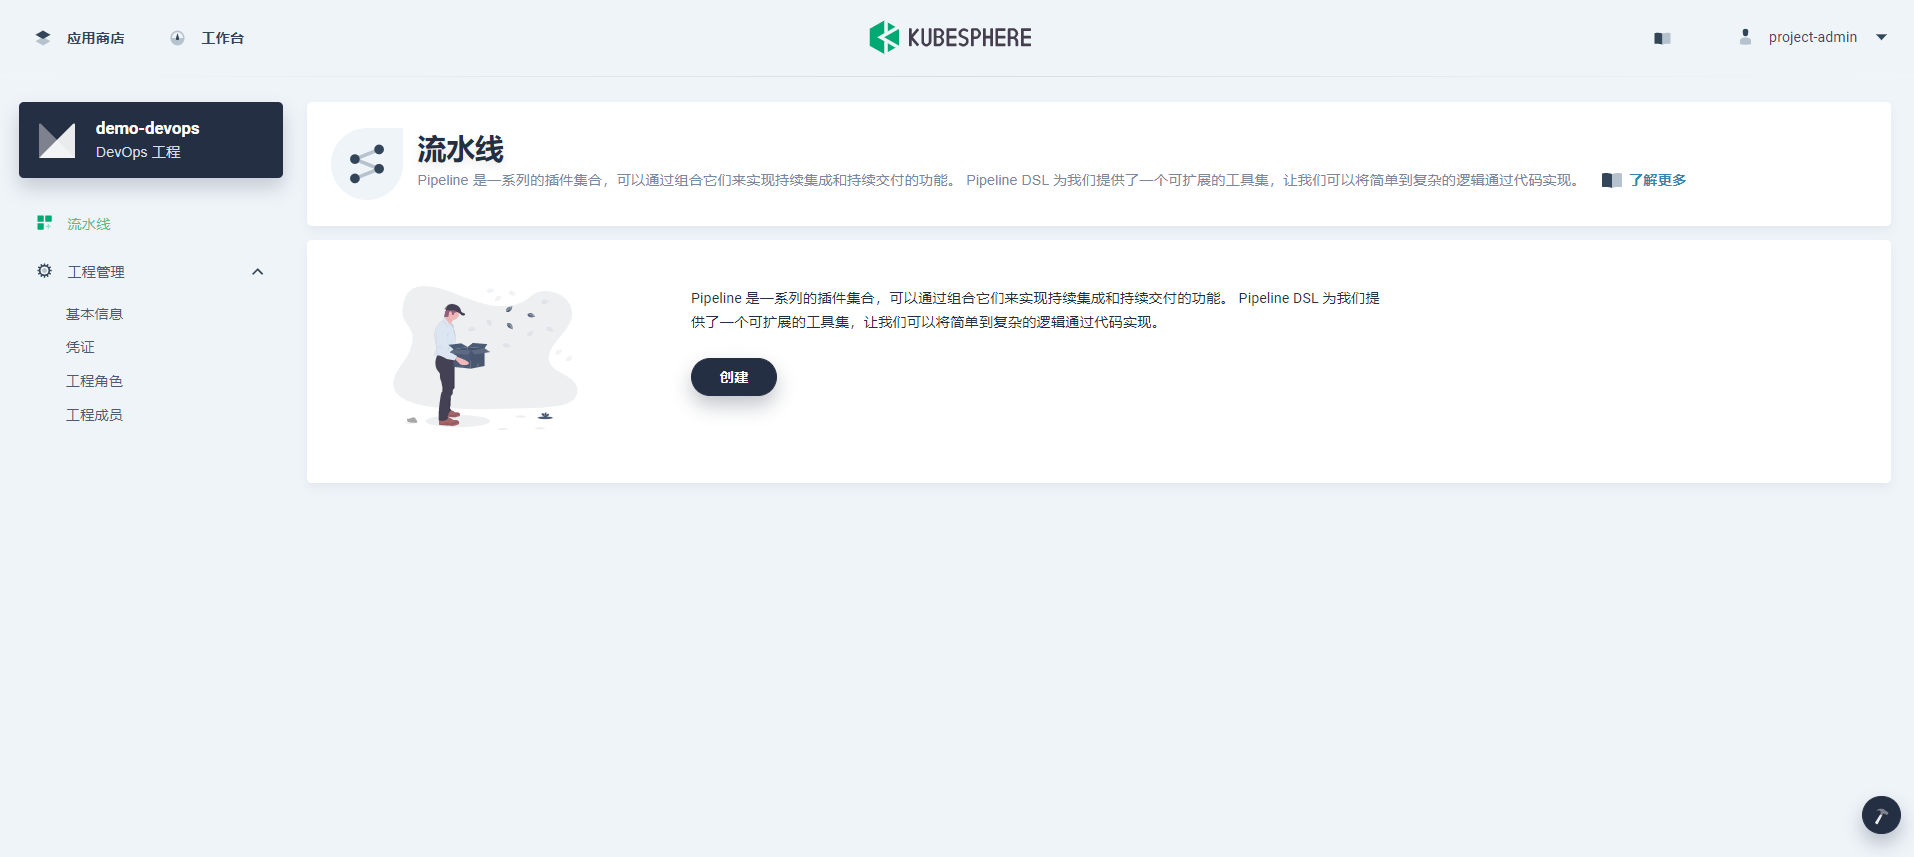 应用商店
工作台
KUBESPHERE
project-admin
demo-devops
DevOps 工程
流水线
工程管理
基本信息
凭证
工程角色
工程成员
流水线
Pipeline 是一系列的插件集合，可以通过组合它们来实现持续集成和持续交付的功能。 Pipeline DSL 为我们提供了一个可扩展的工具集，让我们可以将简单到复杂的逻辑通过代码实现。 了解更多
Pipeline 是一系列的插件集合，可以通过组合它们来实现持续集成和持续交付的功能。 Pipeline DSL 为我们提
供了一个可扩展的工具集，让我们可以将简单到复杂的逻辑通过代码实现。
创建